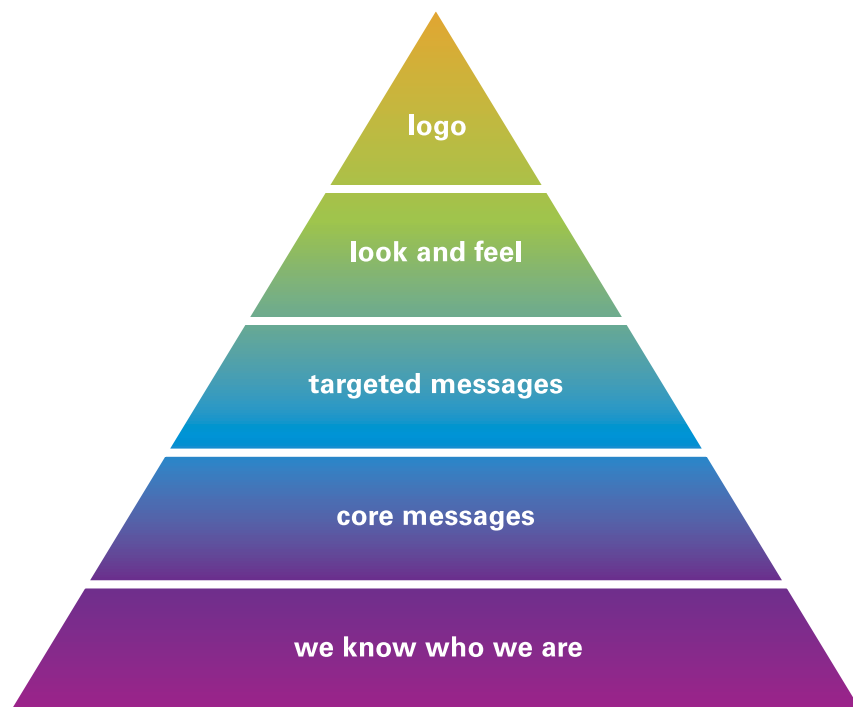 logo
look and feel
targeted messages
core messages
we know who we are